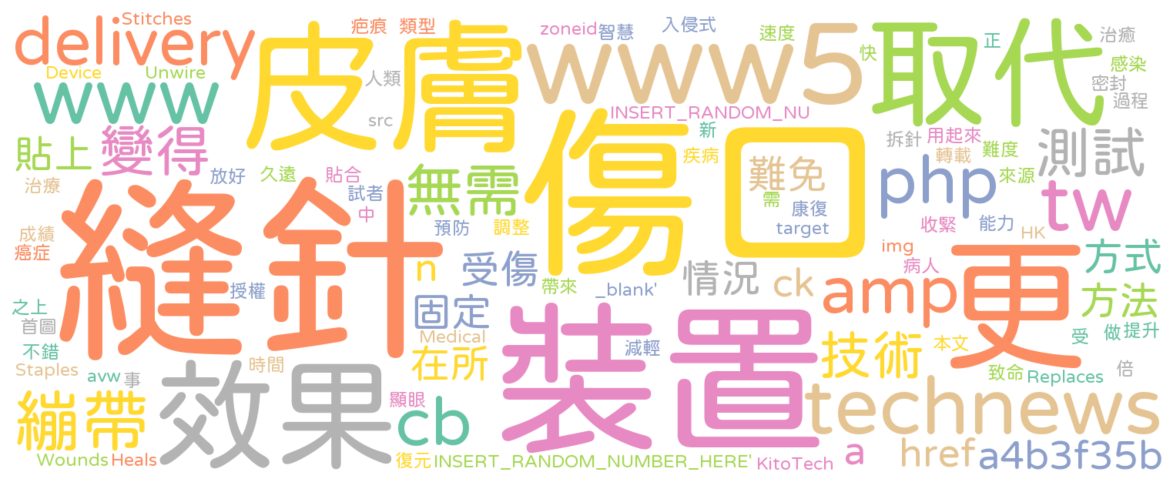 Stitches 疤痕 類型 zoneid 智慧 入侵式 速度 快 正 治癒
delivery 皮膚 www5 取代 感染
Device Unwire 人類 密封
www src INSERT_RANDOM_NU 過程
貼上 變得 新 拆針 用起來 難度 測試
放好 久遠 貼合 無需 傷口 疾病 難免 轉載 來源
治療 試者 需 康復 php tw
縫針 中 預防 調整 target 收緊 能力 HK
成績 癌症 n 受傷 帶來 _blank' 情況 ck img 病人 更 方式
之上 授權 固定 裝置 amp 方法
首圖 Medical 減輕 技術 本文 受 做 提升
不錯 時間 在所
Staples avw 事 致命 Replaces 倍
繃帶 效果 顯眼 cb technews
Wounds Heals 復元 INSERT_RANDOM_NUMBER_HERE' KitoTech a href a4b3f35b